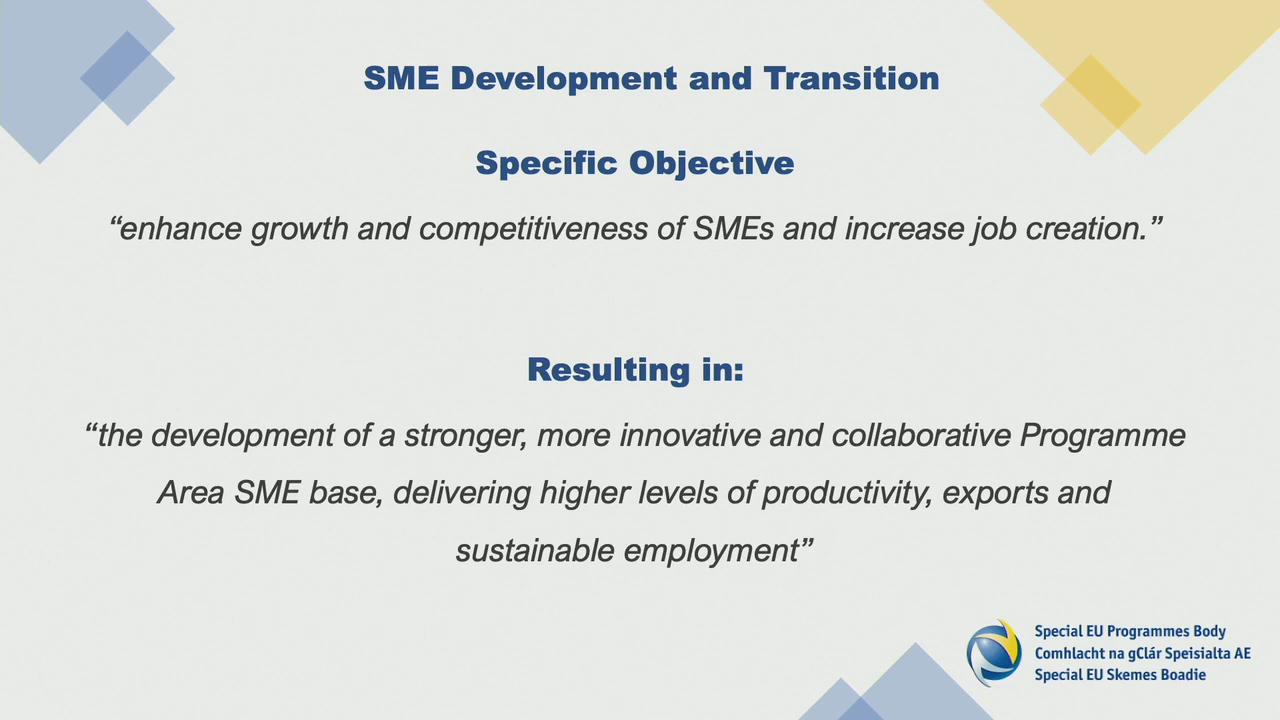 SME Development and Transition
Specific Objective
“enhance growth and competitiveness of SMEs and increase job creation.”
Resulting in:
“the development of a stronger, more innovative and collaborative Programme
Area SME base, delivering higher levels of productivity, exports and
sustainable employment”
Special EU Programmes Body
Comhlacht na gClár Speisialta AE
Special EU Skemes Boadie